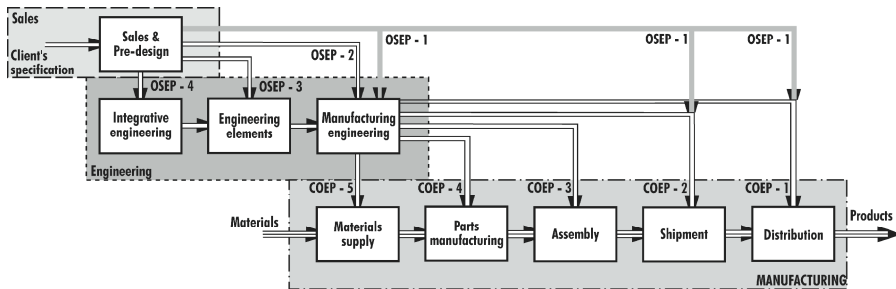 Sales
Sales &
Pre-design
Client's
specification
OSEP - 1
OSEP - 1
OSEP - 1
OSEP - 2
OSEP - 4
OSEP - 3
Integrative
engineering
Engineering
elements
Manufacturing
engineering
Engineering
COEP - 5
COEP - 4
COEP - 3
COEP - 2
COEP - 1
Materials
Materials
supply
Parts
manufacturing
Assembly
Shipment
Distribution
Products
MANUFACTURING